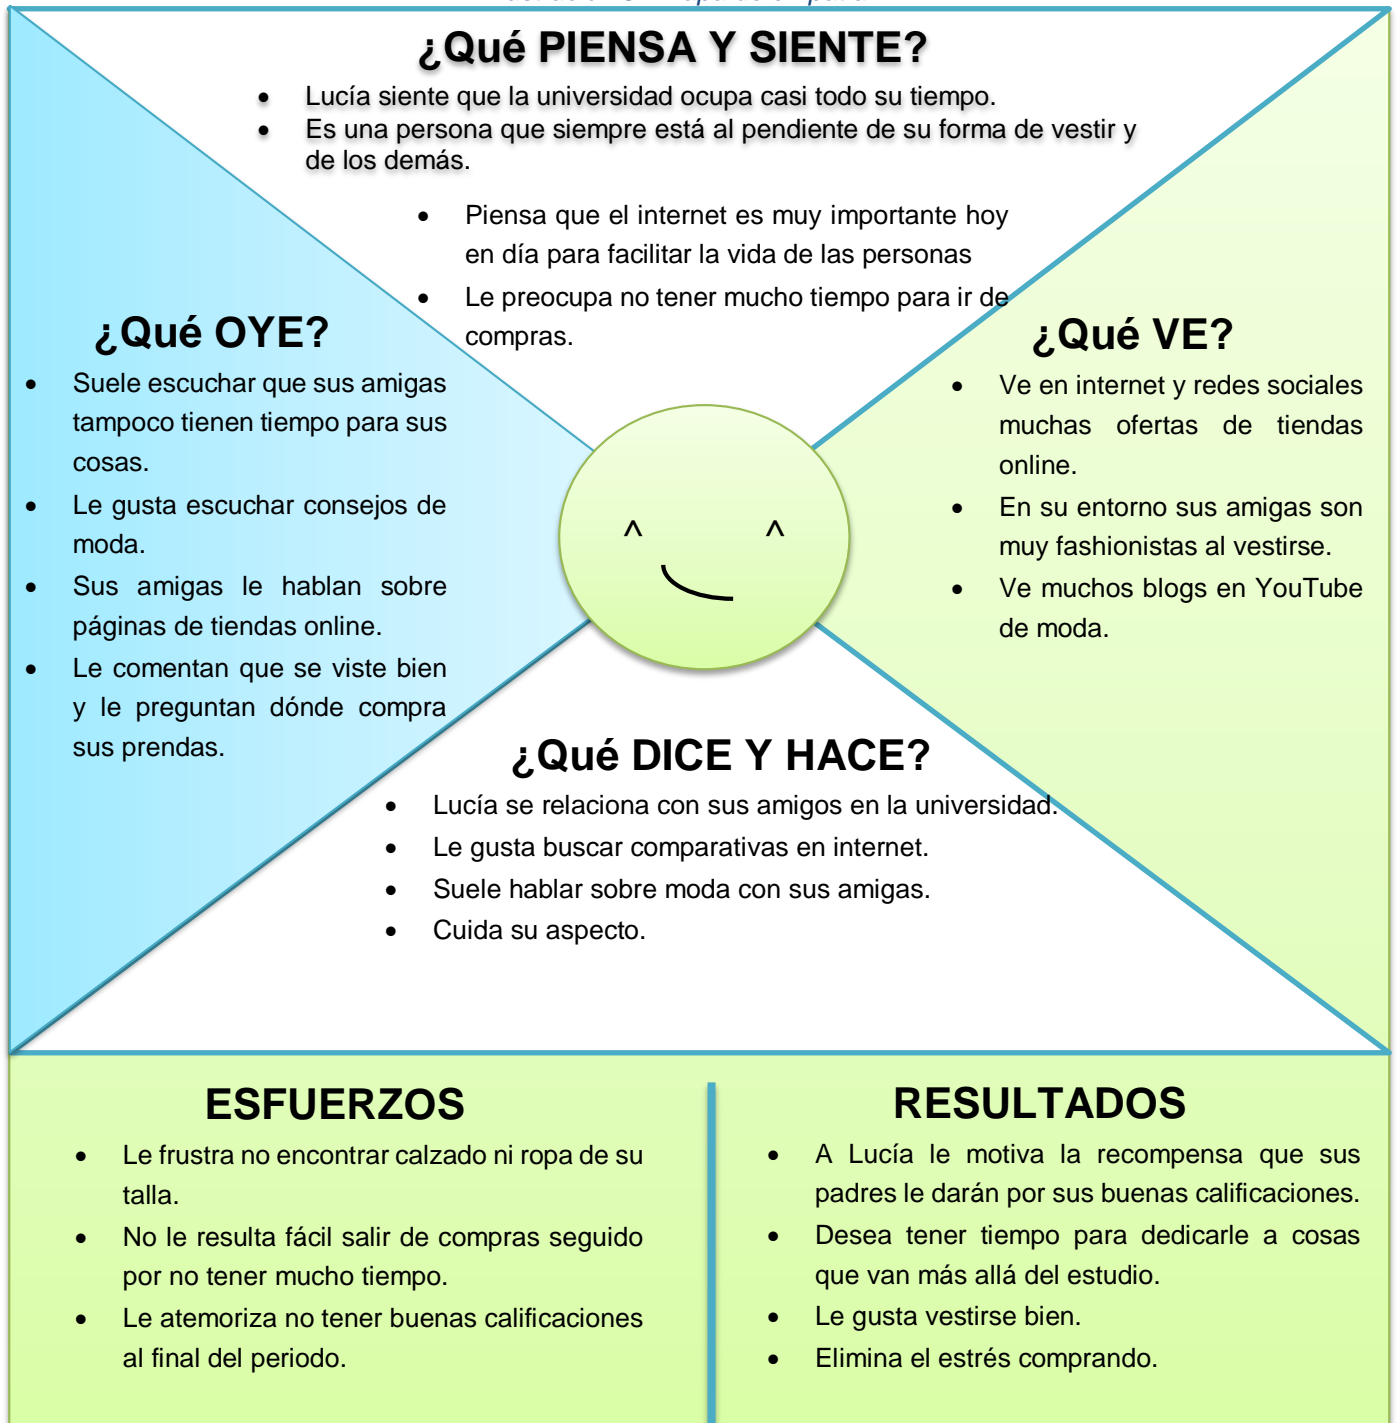 ¿Qué PIENSA Y SIENTE?
• Lucía siente que la universidad ocupa casi todo su tiempo.
• Es una persona que siempre está al pendiente de su forma de vestir y
de los demás.
• Piensa que el internet es muy importante hoy
en día para facilitar la vida de las personas
• Le preocupa no tener mucho tiempo para ir de
compras.
¿Qué OYE?
• Suele escuchar que sus amigas
tampoco tienen tiempo para sus
cosas.
• Le gusta escuchar consejos de
moda.
• Sus amigas le hablan sobre
páginas de tiendas online.
• Le comentan que se viste bien
y le preguntan dónde compra
sus prendas.
¿Qué VE?
• Ve en internet y redes sociales
muchas ofertas de tiendas
online.
• En su entorno sus amigas son
muy fashionistas al vestirse.
• Ve muchos blogs en YouTube
de moda.
^ ^
¿Qué DICE Y HACE?
• Lucía se relaciona con sus amigos en la universidad.
• Le gusta buscar comparativas en internet.
• Suele hablar sobre moda con sus amigas.
• Cuida su aspecto.
ESFUERZOS
• Le frustra no encontrar calzado ni ropa de su
talla.
• No le resulta fácil salir de compras seguido
por no tener mucho tiempo.
• Le atemoriza no tener buenas calificaciones
al final del periodo.
RESULTADOS
• A Lucía le motiva la recompensa que sus
padres le darán por sus buenas calificaciones.
• Desea tener tiempo para dedicarle a cosas
que van más allá del estudio.
• Le gusta vestirse bien.
• Elimina el estrés comprando.